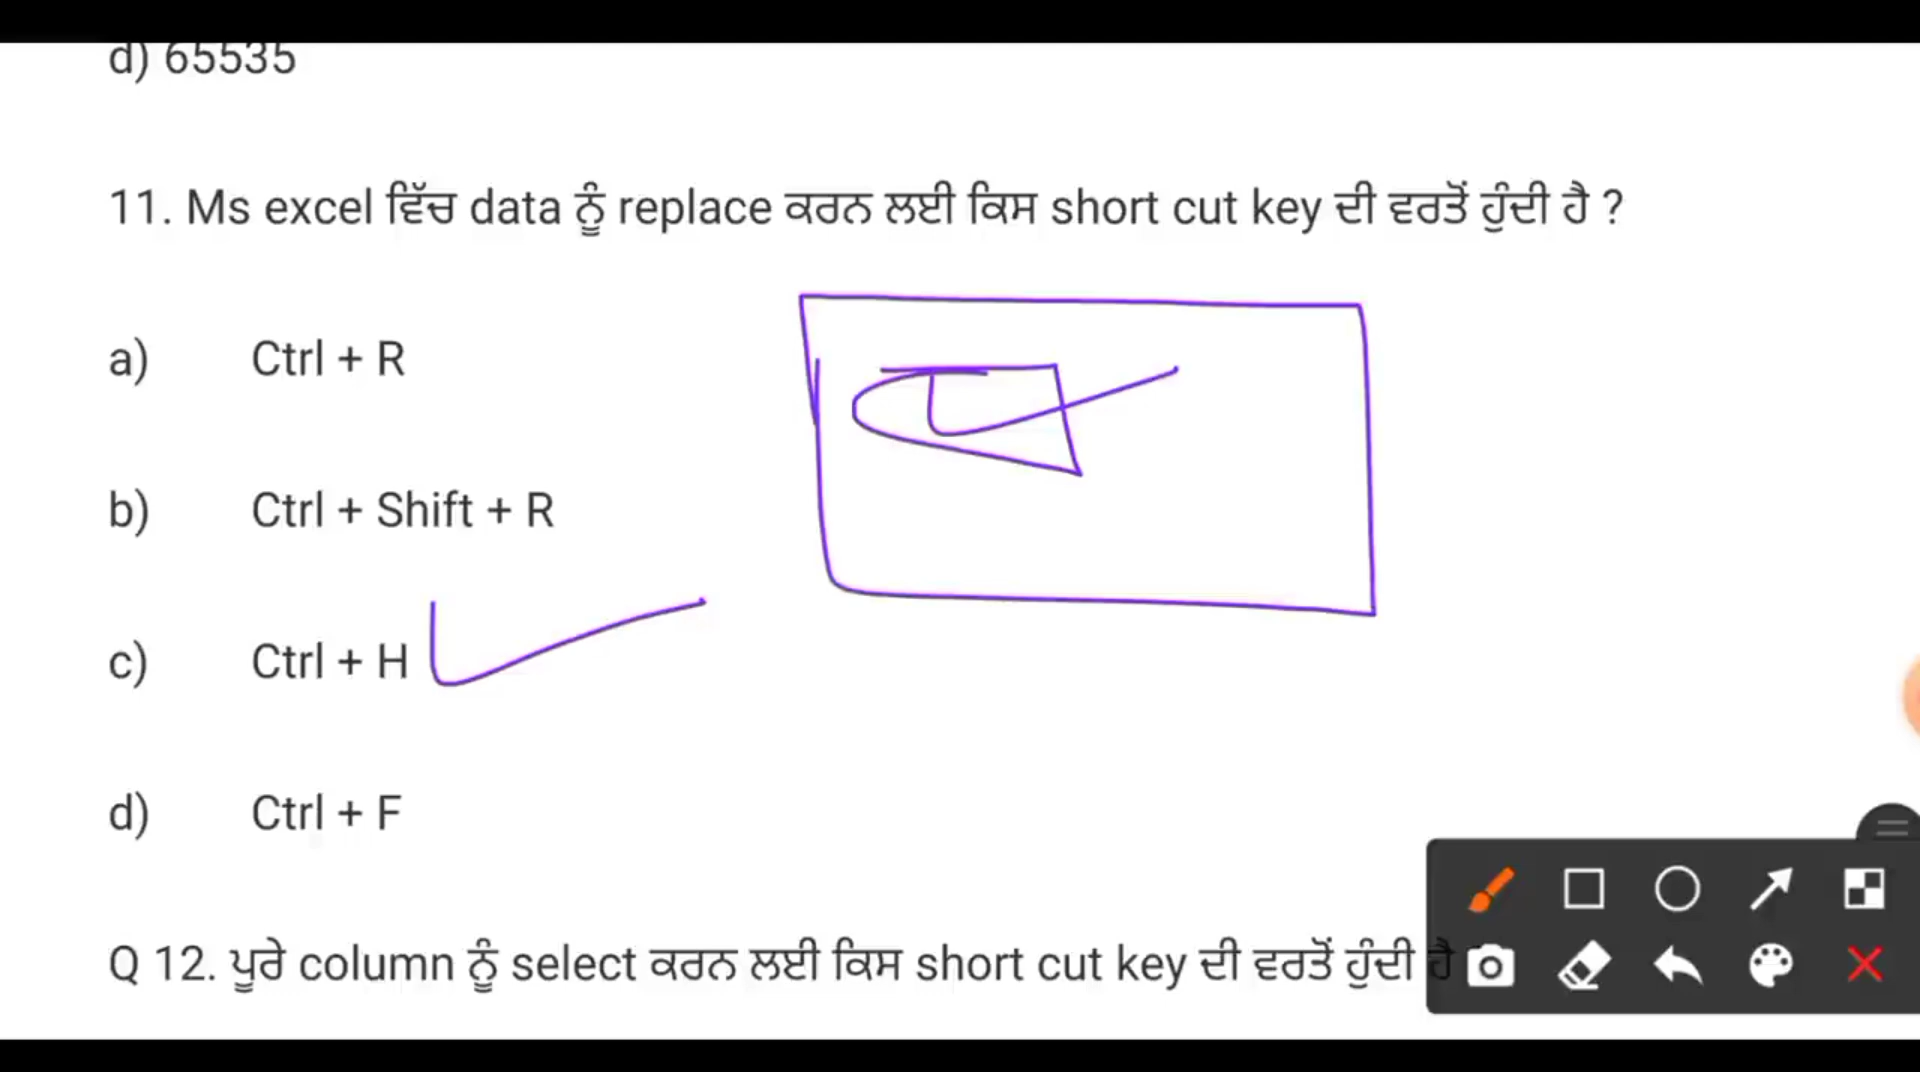 d) 65535
11. Ms excel ਵਿੱਚ data ਨੂੰ replace ਕਰਨ ਲਈ ਕਿਸ short cut key ਦੀ ਵਰਤੋਂ ਹੁੰਦੀ ਹੈ ?
a) Ctrl + R
b) Ctrl + Shift + R
c) Ctrl + H
d) Ctrl + F
Q 12. ਪੂਰੇ column ਨੂੰ select ਕਰਨ ਲਈ ਕਿਸ short cut key ਦੀ ਵਰਤੋਂ ਹੁੰਦੀ ਹੈ